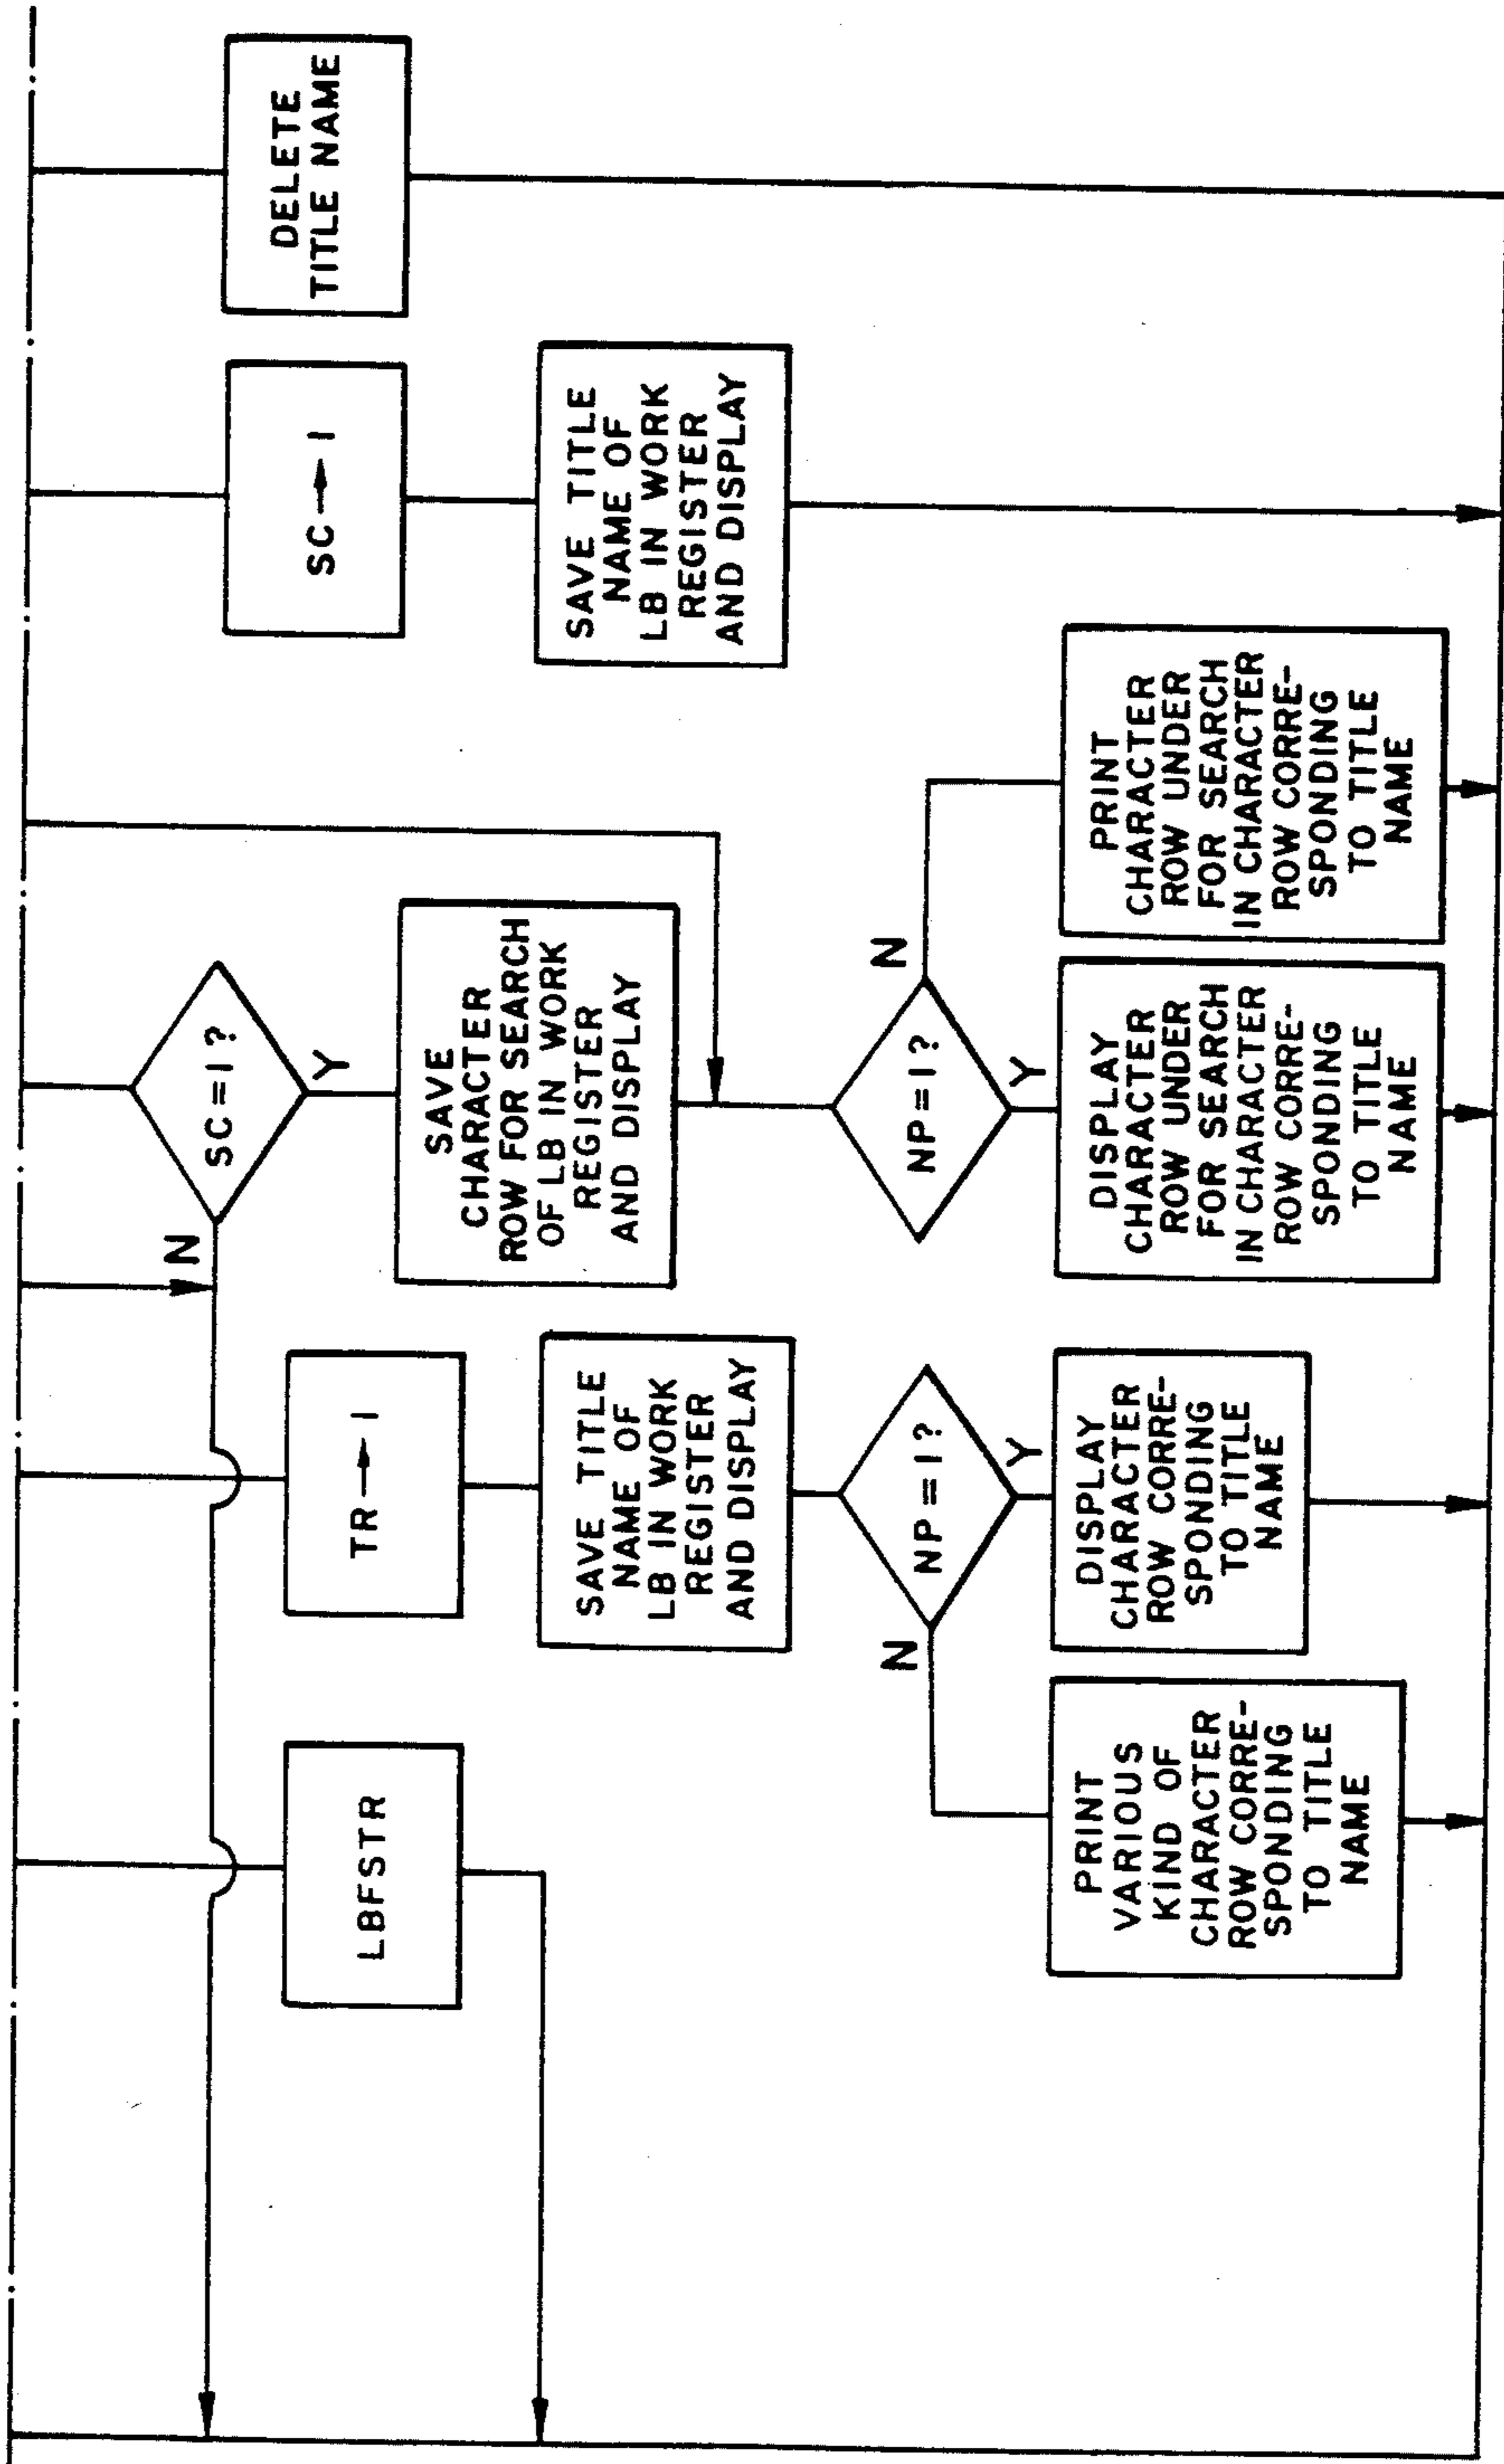 LBFSTR
TR→1
SAVE TITLE
NAME OF
LB IN WORK
REGISTER
AND DISPLAY
NP=1?
N
Y
PRINT
VARIOUS
KIND OF
CHARACTER
ROW CORRE-
SPONDING
TO TITLE
NAME
DISPLAY
CHARACTER
ROW CORRE-
SPONDING
TO TITLE
NAME
N
SC=1?
Y
SAVE
CHARACTER
ROW FOR SEARCH
OF LB IN WORK
REGISTER
AND DISPLAY
NP=1?
N
Y
DISPLAY
CHARACTER
ROW UNDER
FOR SEARCH
IN CHARACTER
ROW CORRE-
SPONDING
TO TITLE
NAME
PRINT
CHARACTER
ROW UNDER
FOR SEARCH
IN CHARACTER
ROW CORRE-
SPONDING
TO TITLE
NAME
SC→1
SAVE TITLE
NAME OF
LB IN WORK
REGISTER
AND DISPLAY
DELETE
TITLE NAME